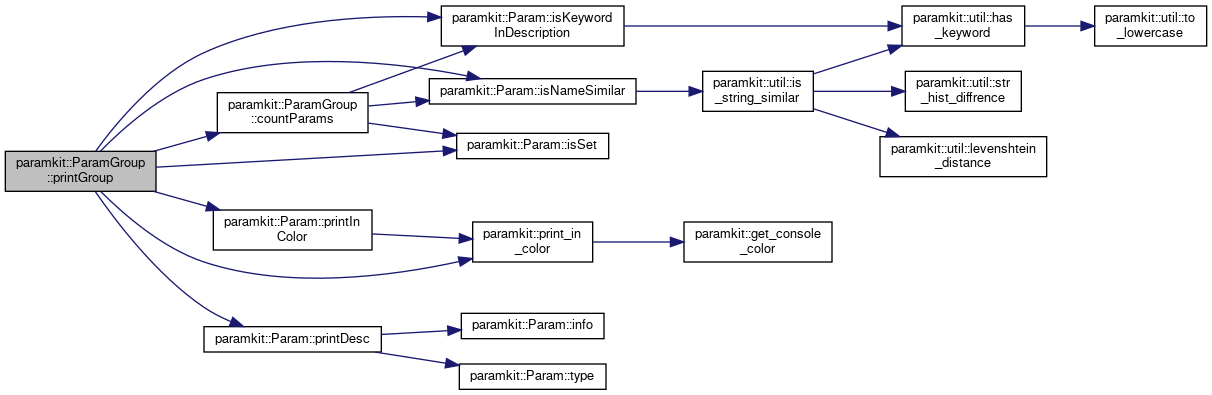 paramkit::ParamGroup
::printGroup
paramkit::Param::isKeyword
InDescription
paramkit::ParamGroup
::countParams
paramkit::Param::isNameSimilar
paramkit::Param::isSet
paramkit::Param::printIn
Color
paramkit::print_in
_color
paramkit::get_console
_color
paramkit::Param::printDesc
paramkit::Param::info
paramkit::Param::type
paramkit::util::is
_string_similar
paramkit::util::has
_keyword
paramkit::util::to
_lowercase
paramkit::util::str
_hist_diffrence
paramkit::util::levenshtein
_distance